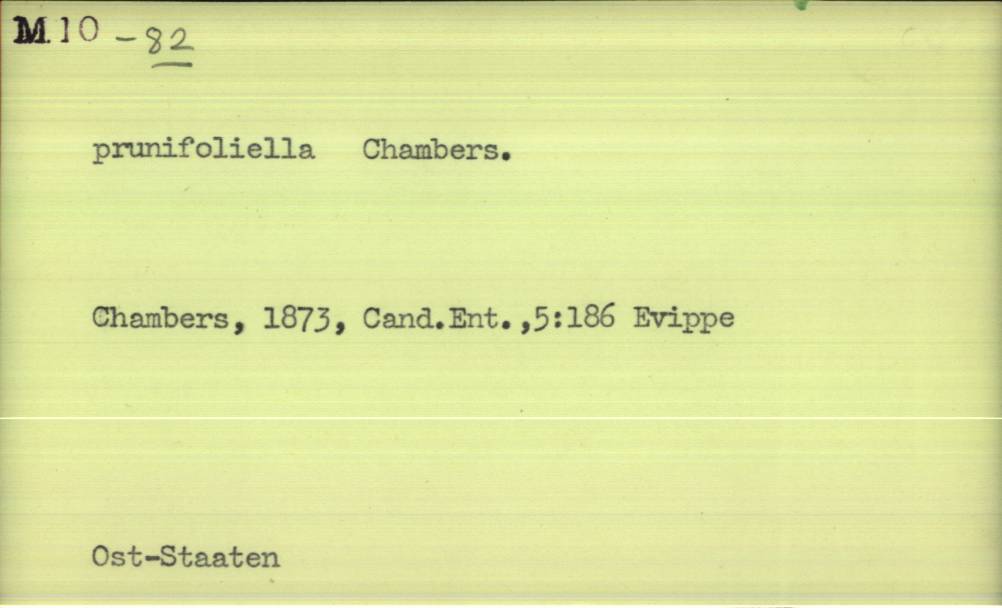 M.10 - 82
prunifoliella Chambers.
Chambers, 1873, Cand.Ent.,5:186 Evippe
Ost-Staaten